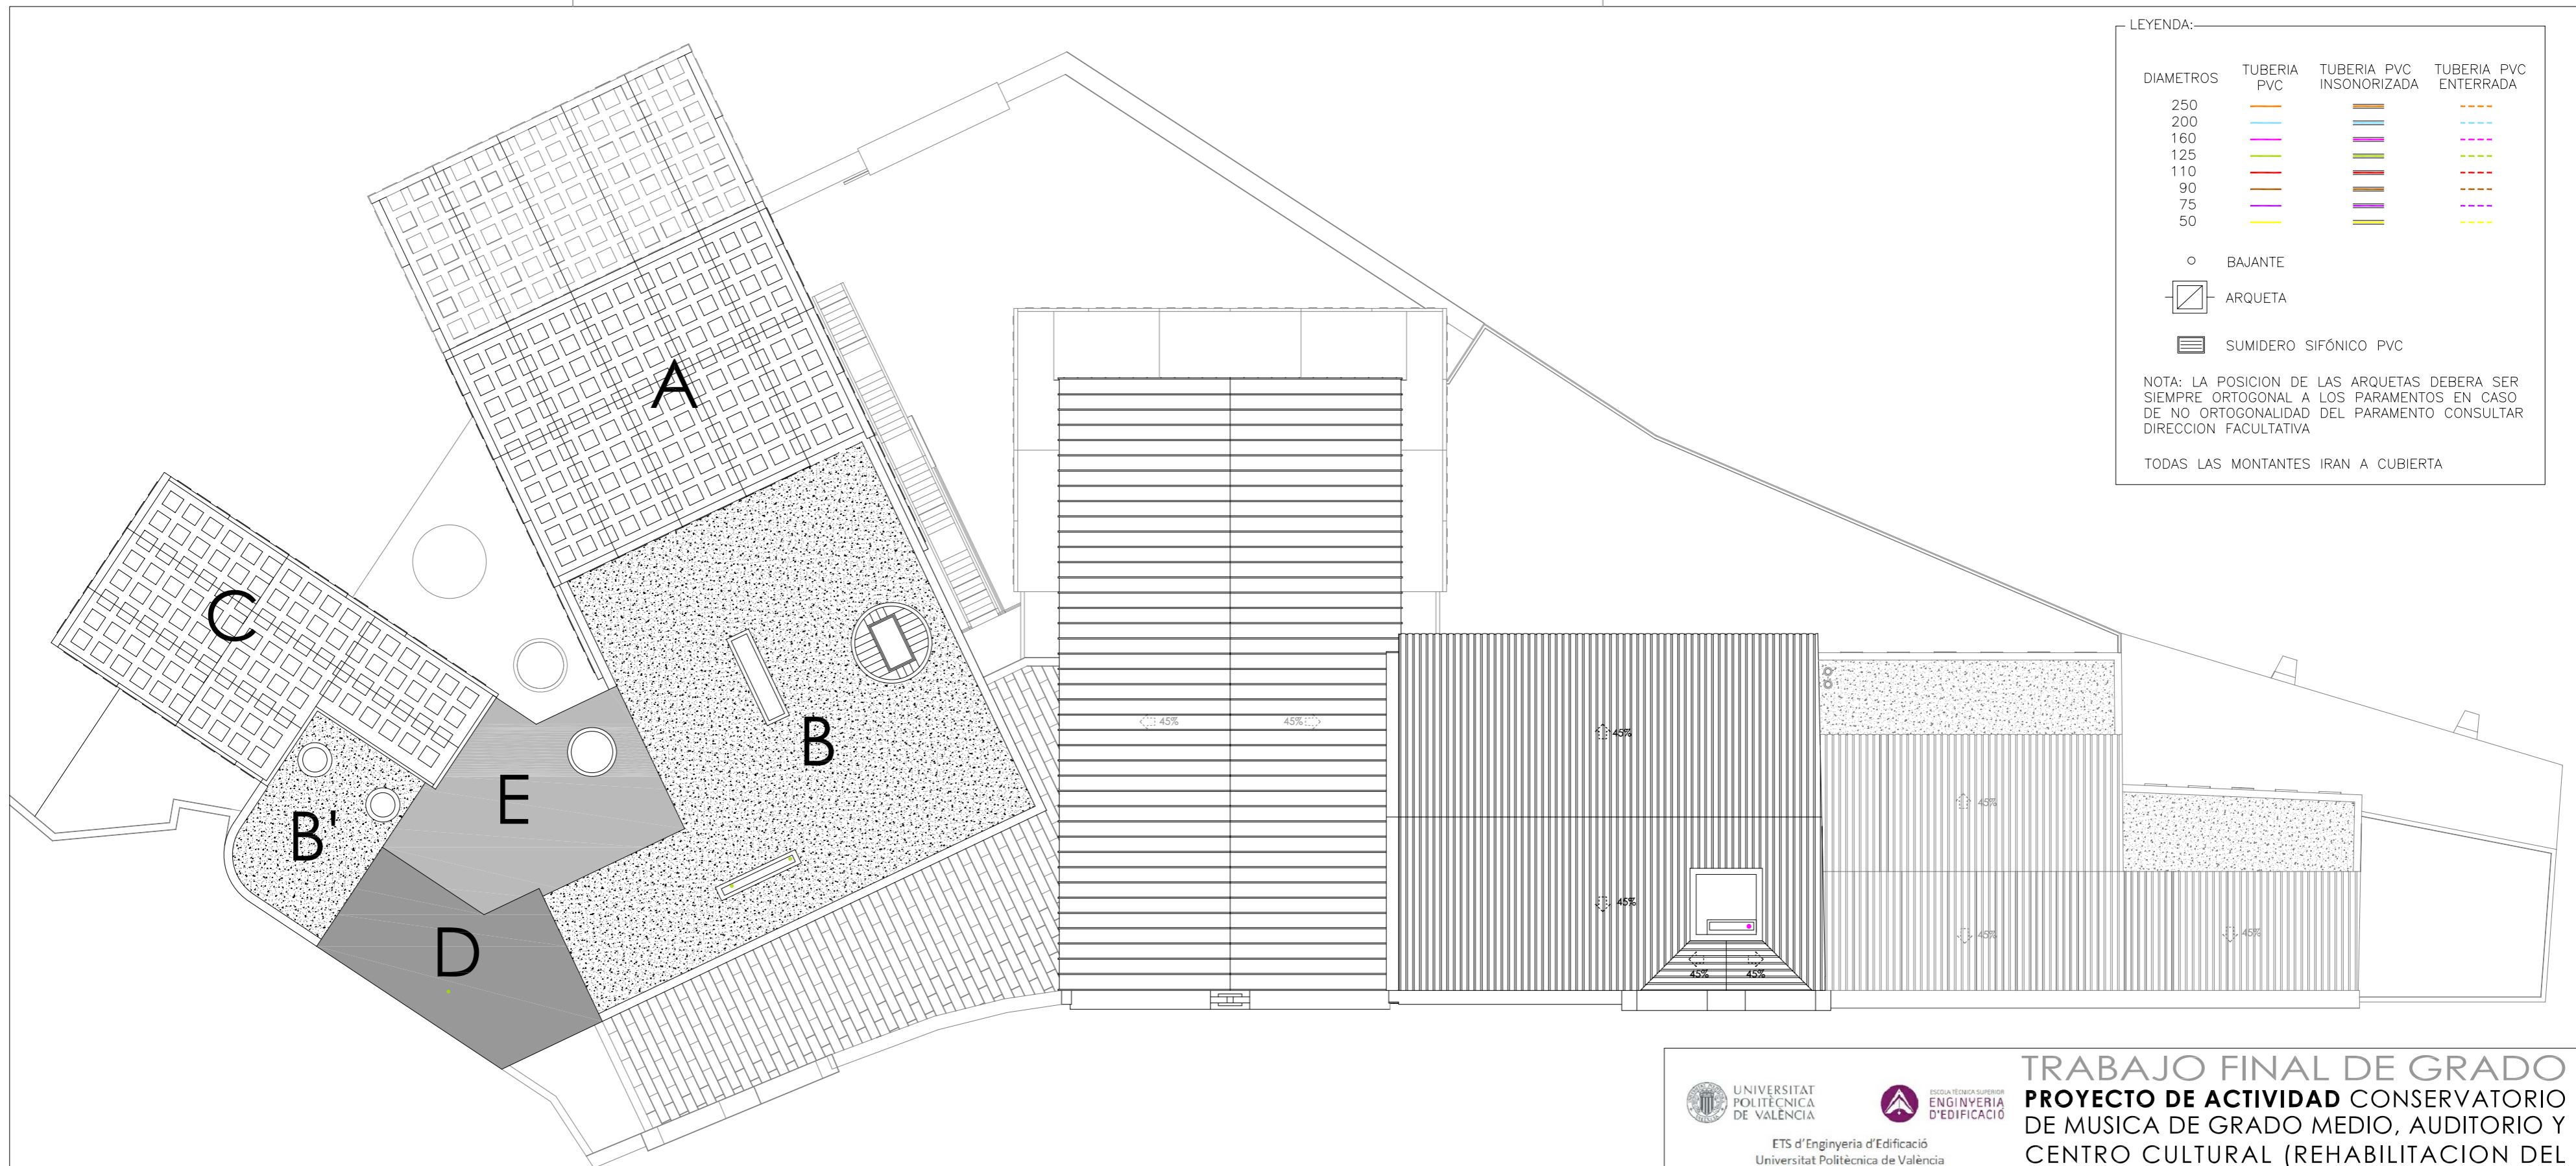 LEYENDA:
DIAMETROS TUBERIA PVC TUBERIA PVC INSONORIZADA TUBERIA PVC ENTERRADA
250
200
160
125
110
90
75
50
BAJANTE
ARQUETA
SUMIDERO SIFÓNICO PVC
NOTA: LA POSICION DE LAS ARQUETAS DEBERA SER
SIEMPRE ORTOGONAL A LOS PARAMENTOS EN CASO
DE NO ORTOGONALIDAD DEL PARAMENTO CONSULTAR
DIRECCION FACULTATIVA
TODAS LAS MONTANTES IRAN A CUBIERTA
A
C
B
E
B'
D
45% 45%
45%
45%
45% 45%
45%
45%
45%
UNIVERSITAT
POLITÈCNICA
DE VALÈNCIA
ESCOLA TÈCNICA SUPERIOR
ENGINYERIA
D'EDIFICACIÓ
ETS d'Enginyeria d'Edificació
Universitat Politècnica de València
TRABAJO FINAL DE GRADO
PROYECTO DE ACTIVIDAD CONSERVATORIO
DE MUSICA DE GRADO MEDIO, AUDITORIO Y
CENTRO CULTURAL (REHABILITACION DEL